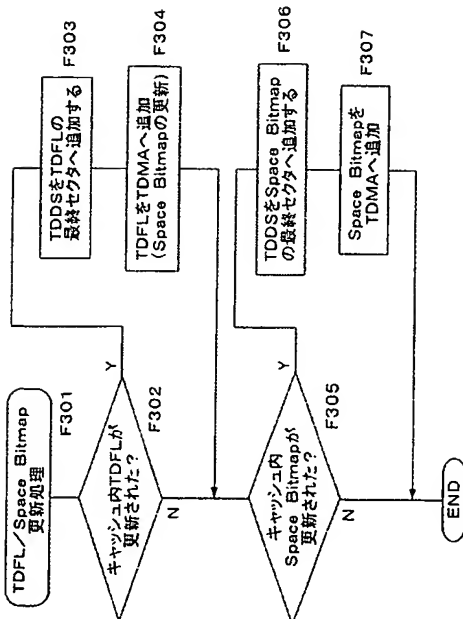 TDFL／Space Bitmap
更新処理
F301
キャッシュ内TDFLが
更新された？
F302
Y
N
TDDSをTDFLの
最終セクタへ追加する
F303
TDFLをTDMAへ追加
(Space Bitmapの更新)
F304
キャッシュ内
Space Bitmapが
更新された？
F305
Y
N
TDDSをSpace Bitmap
の最終セクタへ追加する
F306
Space Bitmapを
TDMAへ追加
F307
END